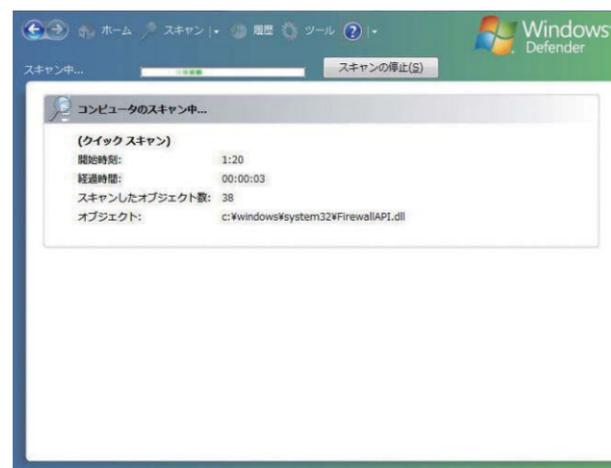 ホーム スキャン ツール 履歴 ?
Windows
Defender
スキャン中...
スキャンの停止(S)
コンピュータのスキャン中...
(クイック スキャン)
開始時刻: 1:20
経過時間: 00:00:03
スキャンしたオブジェクト数: 38
オブジェクト: c:¥windows¥system32¥FirewallAPI.dll